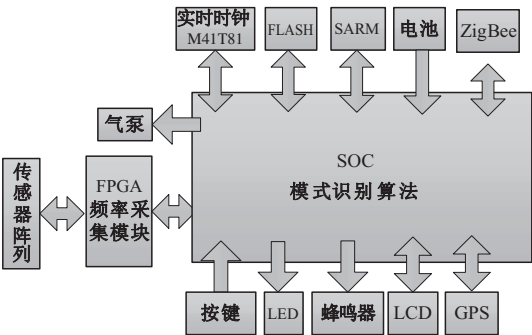 实时时钟
M41T81
FLASH
SARM
电池
ZigBee
气泵
SOC
模式识别算法
传感器阵列
FPGA
频率采
集模块
按键
LED
蜂鸣器
LCD
GPS